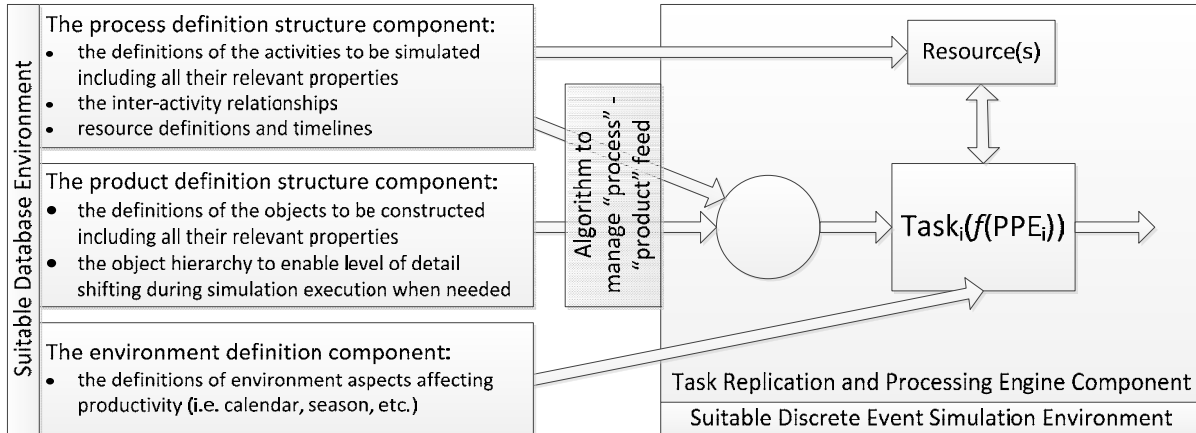 Suitable Database Environment
The process definition structure component:
• the definitions of the activities to be simulated
including all their relevant properties
• the inter-activity relationships
• resource definitions and timelines
The product definition structure component:
• the definitions of the objects to be constructed
including all their relevant properties
• the object hierarchy to enable level of detail
shifting during simulation execution when needed
The environment definition component:
• the definitions of environment aspects affecting
productivity (i.e. calendar, season, etc.)
Algorithm to
manage “process” -
“product” feed
Resource(s)
Taskᵢ(f(PPEᵢ))
Task Replication and Processing Engine Component
Suitable Discrete Event Simulation Environment